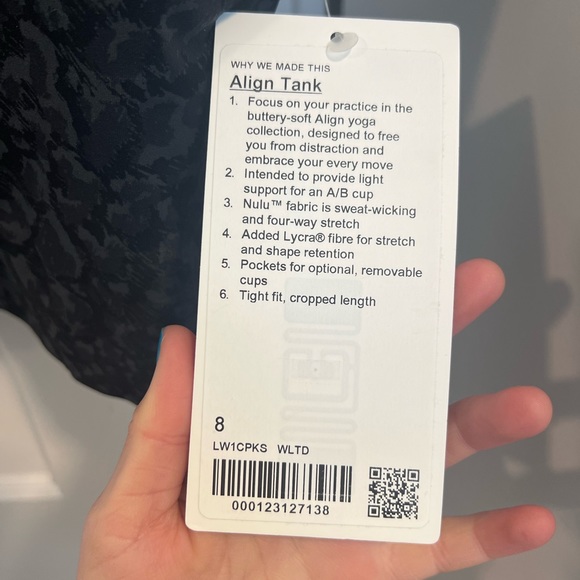 WHY WE MADE THIS
Align Tank
1. Focus on your practice in the
buttery-soft Align yoga
collection, designed to free
you from distraction and
embrace your every move
2. Intended to provide light
support for an A/B cup
3. Nulu™ fabric is sweat-wicking
and four-way stretch
4. Added Lycra® fibre for stretch
and shape retention
5. Pockets for optional, removable
cups
6. Tight fit, cropped length
8
LW1CPKS WLTD
000123127138